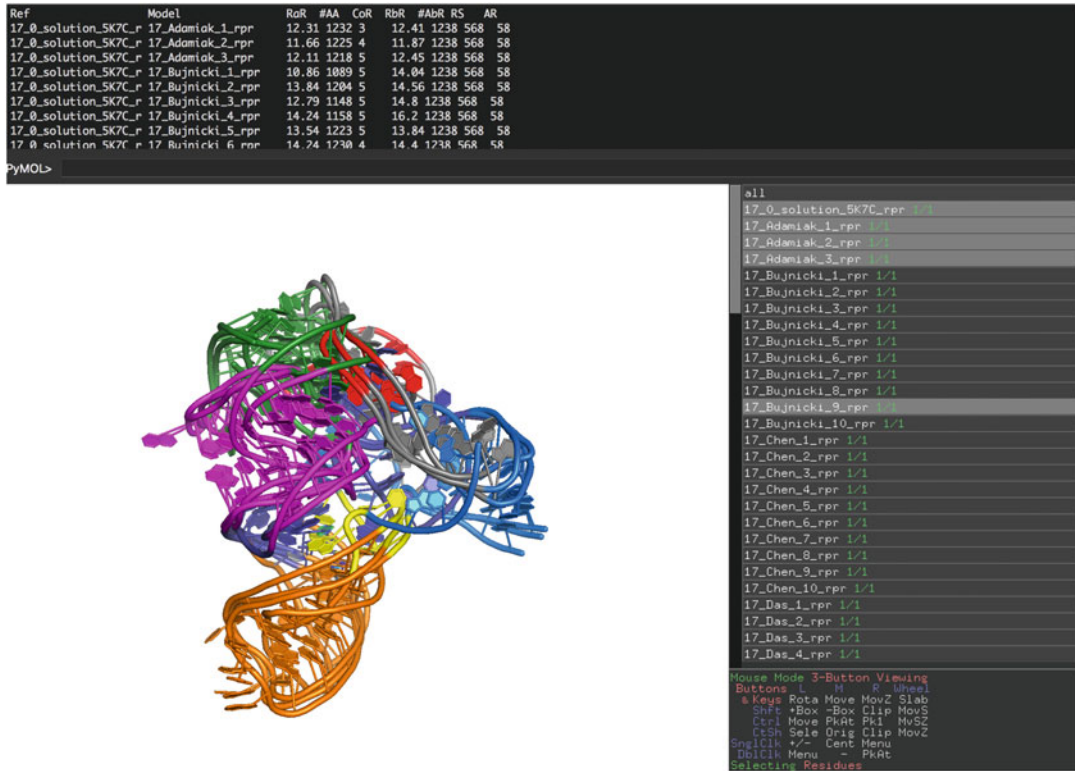 Ref Model RaR #AA CoR RbR #AbR RS AR
17_0_solution_5K7C_r 17_Adamiak_1_rpr 12.31 1232 3 12.41 1238 568 58
17_0_solution_5K7C_r 17_Adamiak_2_rpr 11.66 1225 4 11.87 1238 568 58
17_0_solution_5K7C_r 17_Adamiak_3_rpr 12.11 1218 5 12.45 1238 568 58
17_0_solution_5K7C_r 17_Bujnicki_1_rpr 10.86 1089 5 14.04 1238 568 58
17_0_solution_5K7C_r 17_Bujnicki_2_rpr 13.84 1204 5 14.56 1238 568 58
17_0_solution_5K7C_r 17_Bujnicki_3_rpr 12.79 1148 5 14.8 1238 568 58
17_0_solution_5K7C_r 17_Bujnicki_4_rpr 14.24 1158 5 16.2 1238 568 58
17_0_solution_5K7C_r 17_Bujnicki_5_rpr 13.54 1223 5 13.84 1238 568 58
17_0_solution_5K7C_r 17_Bujnicki_6_rpr 14.24 1230 4 14.4 1238 568 58
PyMOL>
all
17_0_solution_5K7C_rpr 1/1
17_Adamiak_1_rpr 1/1
17_Adamiak_2_rpr 1/1
17_Adamiak_3_rpr 1/1
17_Bujnicki_1_rpr 1/1
17_Bujnicki_2_rpr 1/1
17_Bujnicki_3_rpr 1/1
17_Bujnicki_4_rpr 1/1
17_Bujnicki_5_rpr 1/1
17_Bujnicki_6_rpr 1/1
17_Bujnicki_7_rpr 1/1
17_Bujnicki_8_rpr 1/1
17_Bujnicki_9_rpr 1/1
17_Bujnicki_10_rpr 1/1
17_Chen_1_rpr 1/1
17_Chen_2_rpr 1/1
17_Chen_3_rpr 1/1
17_Chen_4_rpr 1/1
17_Chen_5_rpr 1/1
17_Chen_6_rpr 1/1
17_Chen_7_rpr 1/1
17_Chen_8_rpr 1/1
17_Chen_9_rpr 1/1
17_Chen_10_rpr 1/1
17_Das_1_rpr 1/1
17_Das_2_rpr 1/1
17_Das_3_rpr 1/1
17_Das_4_rpr 1/1
Mouse Mode 3-Button Viewing
Buttons L M R Wheel
& Keys Rota Move MovZ Slab
Shft +Box -Box Clip MovS
Ctrl Move PkAt Pk1 MvSZ
CtSh Sele Orig Clip MovZ
SnglClk +/- Cent Menu
DblClk Menu - PkAt
Selecting Residues